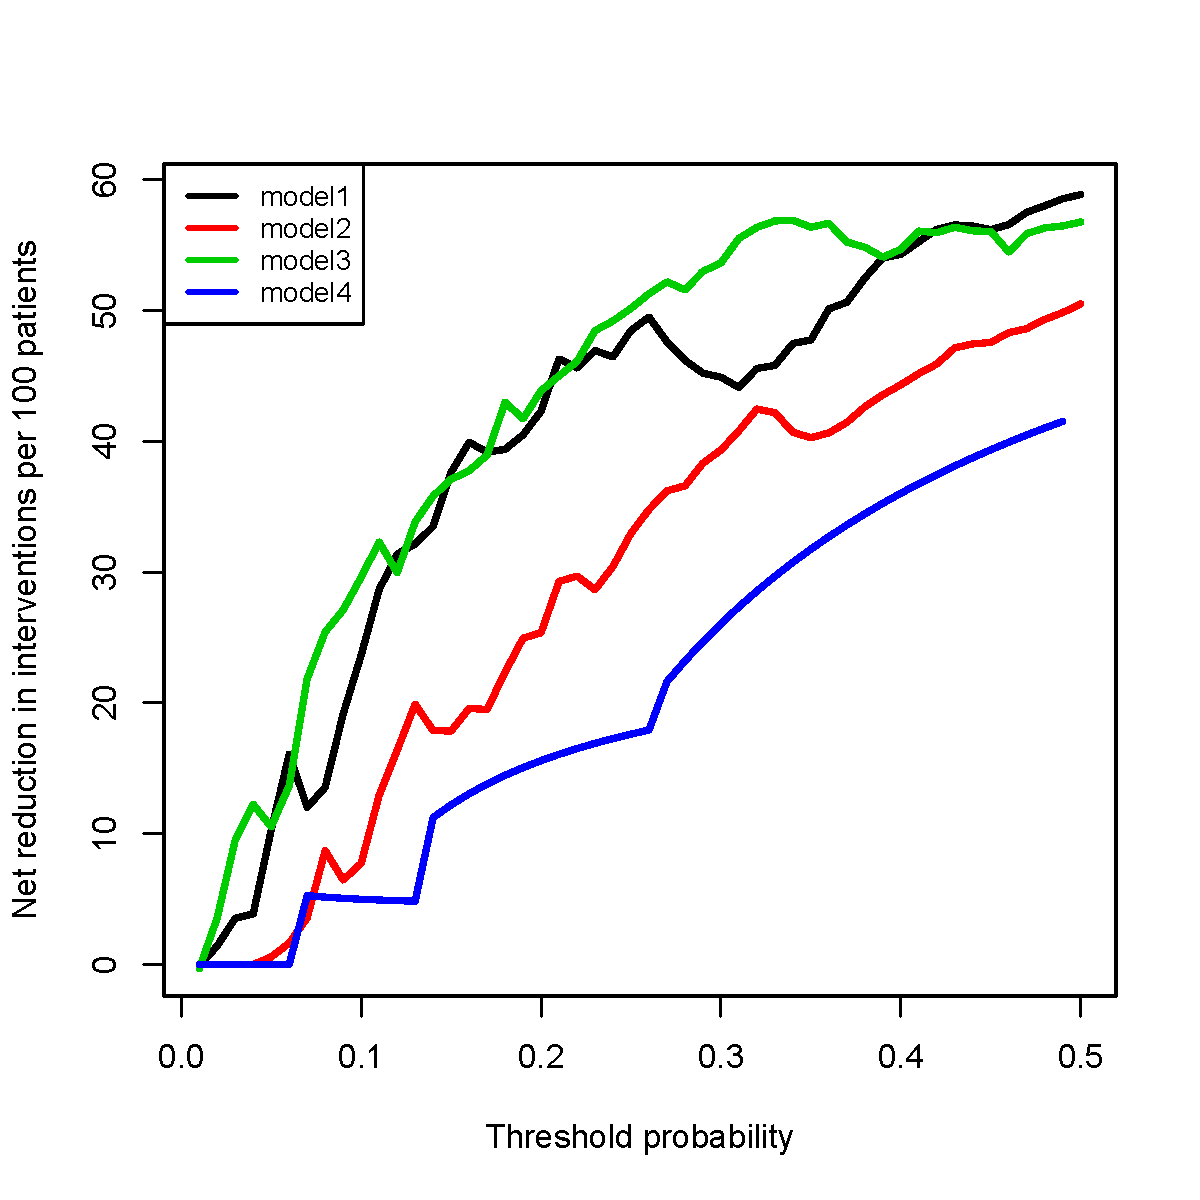 model1
model2
model3
model4
Net reduction in interventions per 100 patients
60
50
40
30
20
10
0
0.0 0.1 0.2 0.3 0.4 0.5
Threshold probability